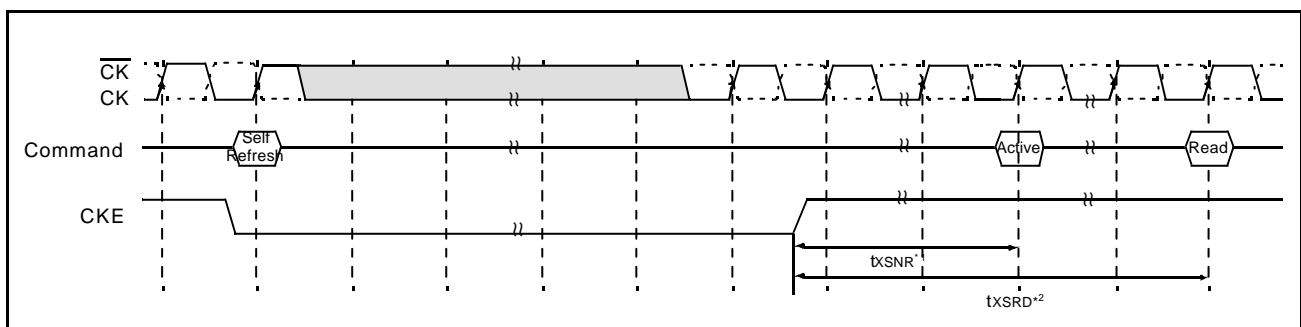 CK
CK
Command
Self
Refresh
Active
Read
CKE
tXSNR*
tXSRD*2